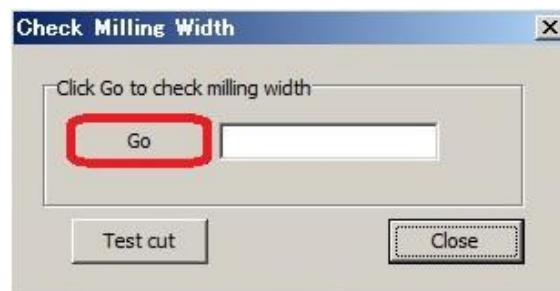 Check Milling Width
Click Go to check milling width
Go
Test cut
Close